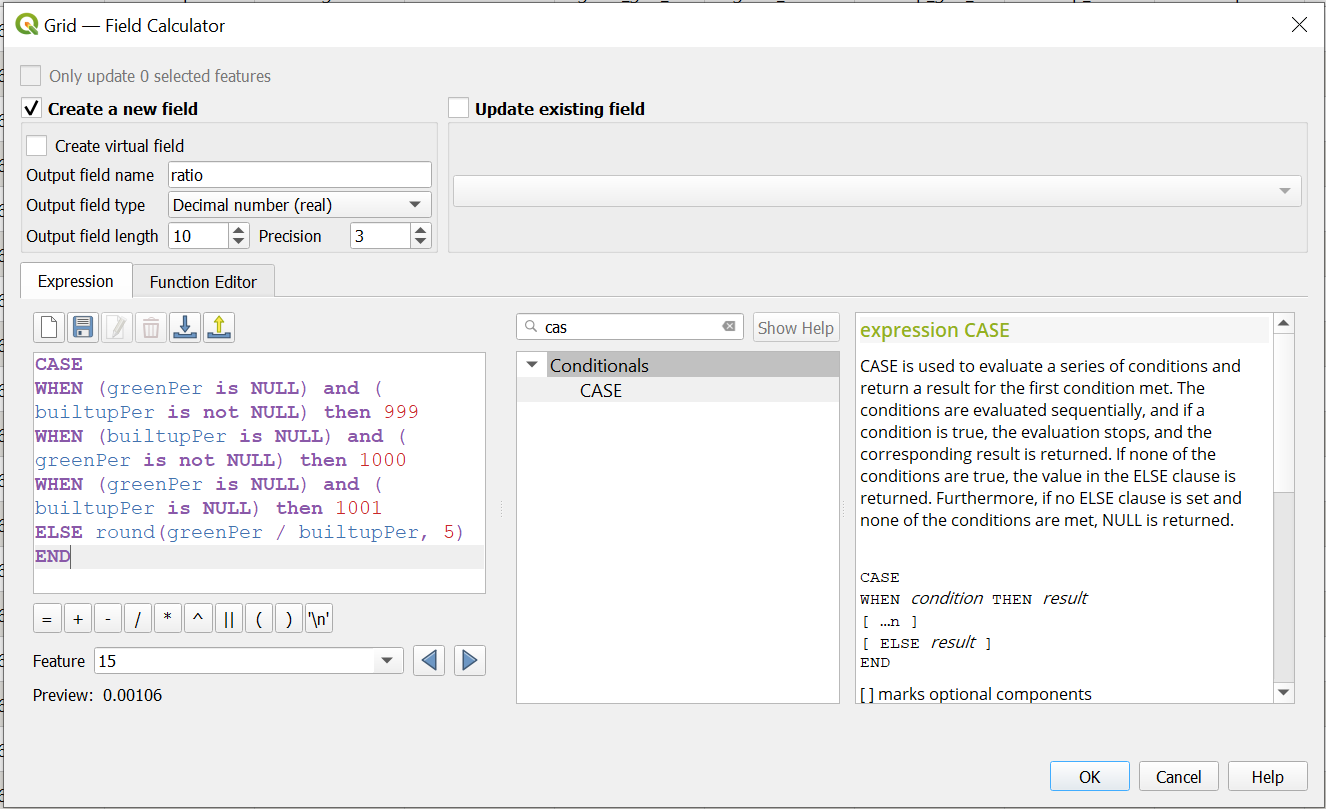 Grid — Field Calculator
Only update 0 selected features
Create a new field
Update existing field
Create virtual field
Output field name ratio
Output field type Decimal number (real)
Output field length 10 Precision 3
Expression Function Editor
cas
Show Help
CASE
WHEN (greenPer is NULL) and (
builtupPer is not NULL) then 999
WHEN (builtupPer is NULL) and (
greenPer is not NULL) then 1000
WHEN (greenPer is NULL) and (
builtupPer is NULL) then 1001
ELSE round(greenPer / builtupPer, 5)
END
= + - / * ^ || ( ) '\n'
Feature 15
Preview: 0.00106
Conditionals
CASE
expression CASE
CASE is used to evaluate a series of conditions and
return a result for the first condition met. The
conditions are evaluated sequentially, and if a
condition is true, the evaluation stops, and the
corresponding result is returned. If none of the
conditions are true, the value in the ELSE clause is
returned. Furthermore, if no ELSE clause is set and
none of the conditions are met, NULL is returned.
CASE
WHEN condition THEN result
[ …n ]
[ ELSE result ]
END
[ ] marks optional components
OK Cancel Help